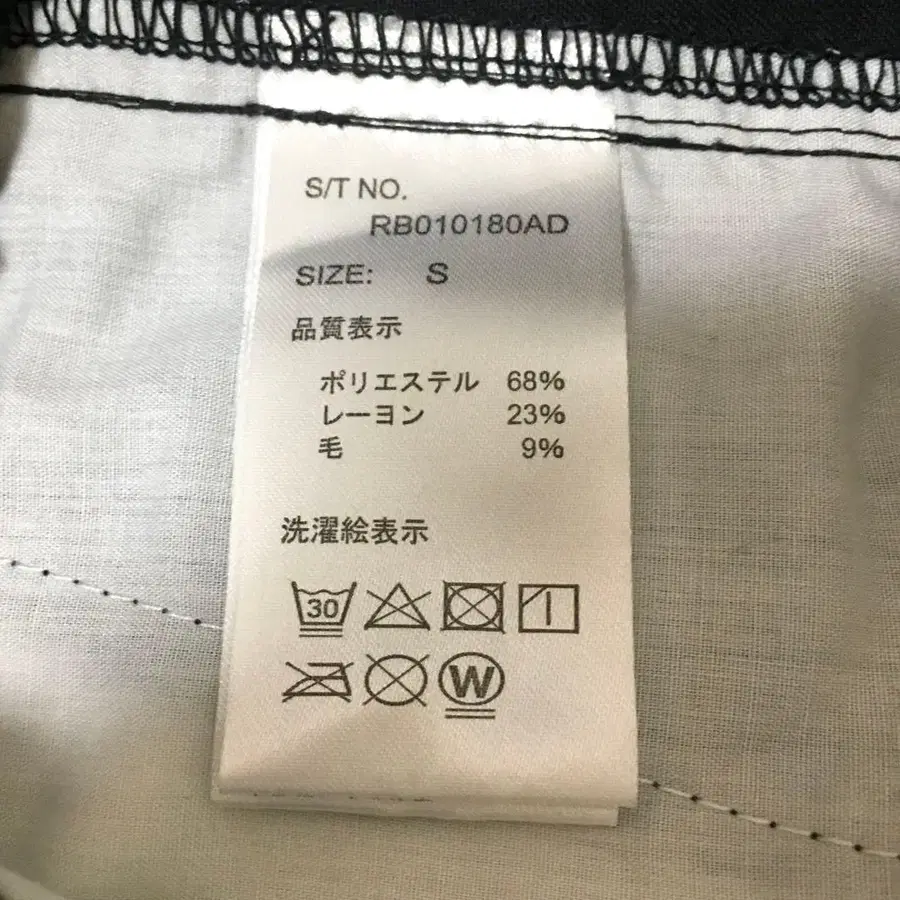 S/T NO.
RB010180AD
SIZE: S
品質表示
ポリエステル 68%
レーヨン 23%
毛 9%
洗濯絵表示
30
W